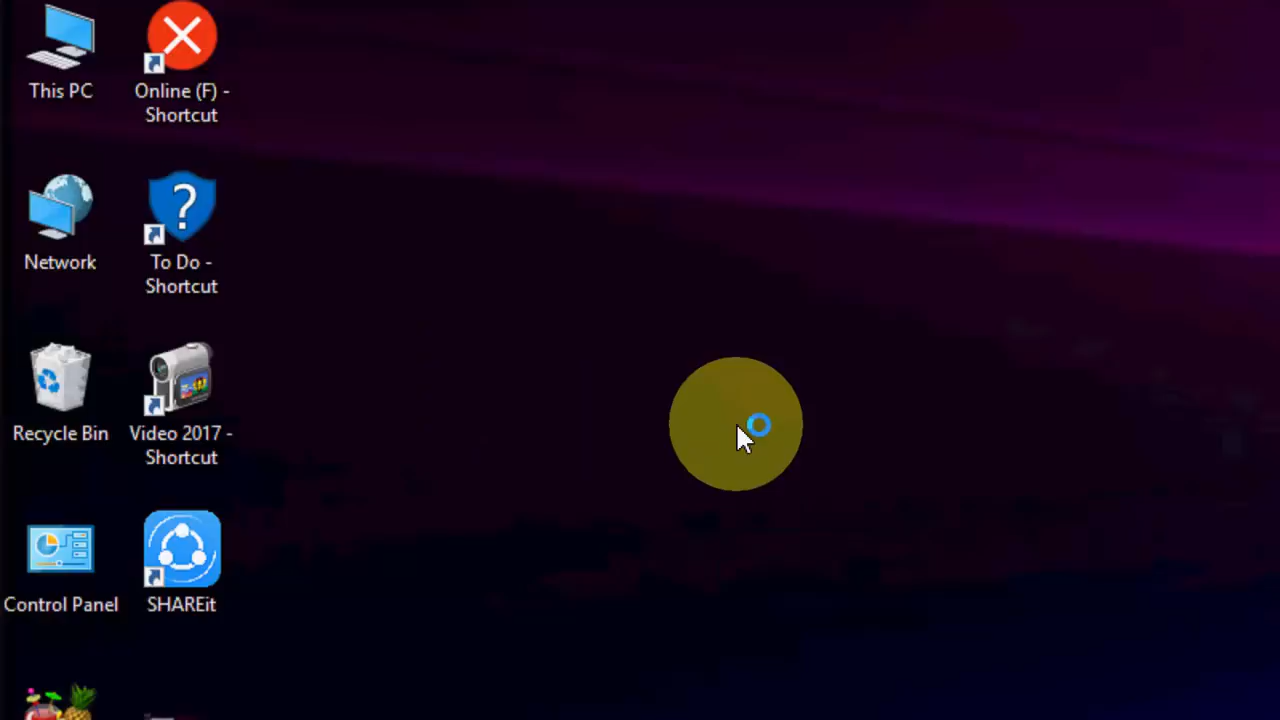 This PC
Online (F) -
Shortcut
Network
To Do -
Shortcut
Recycle Bin
Video 2017 -
Shortcut
Control Panel
SHAREit